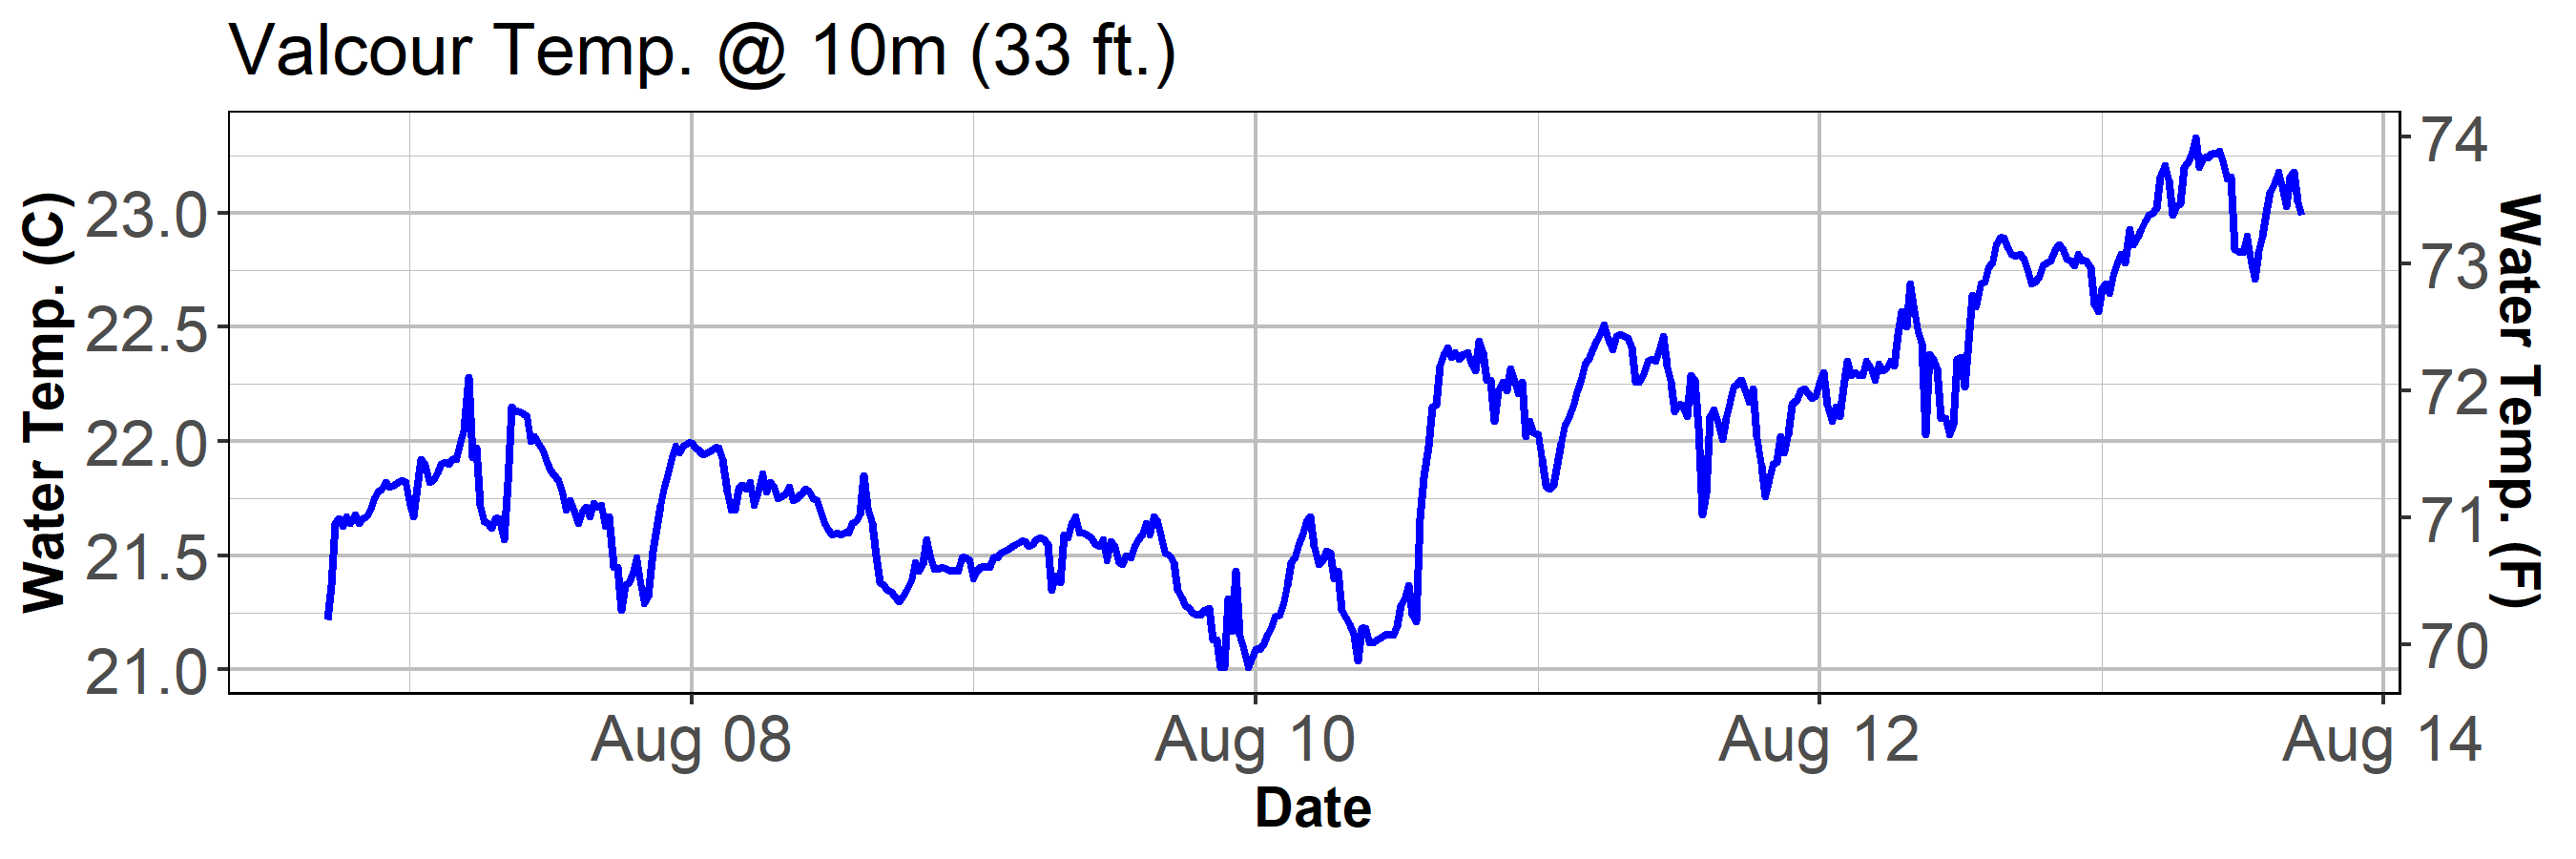 Valcour Temp. @ 10m (33 ft.)
Water Temp. (C)
23.0
22.5
22.0
21.5
21.0
74
73
72
71
70
Water Temp. (F)
Aug 08
Aug 10
Aug 12
Aug 14
Date